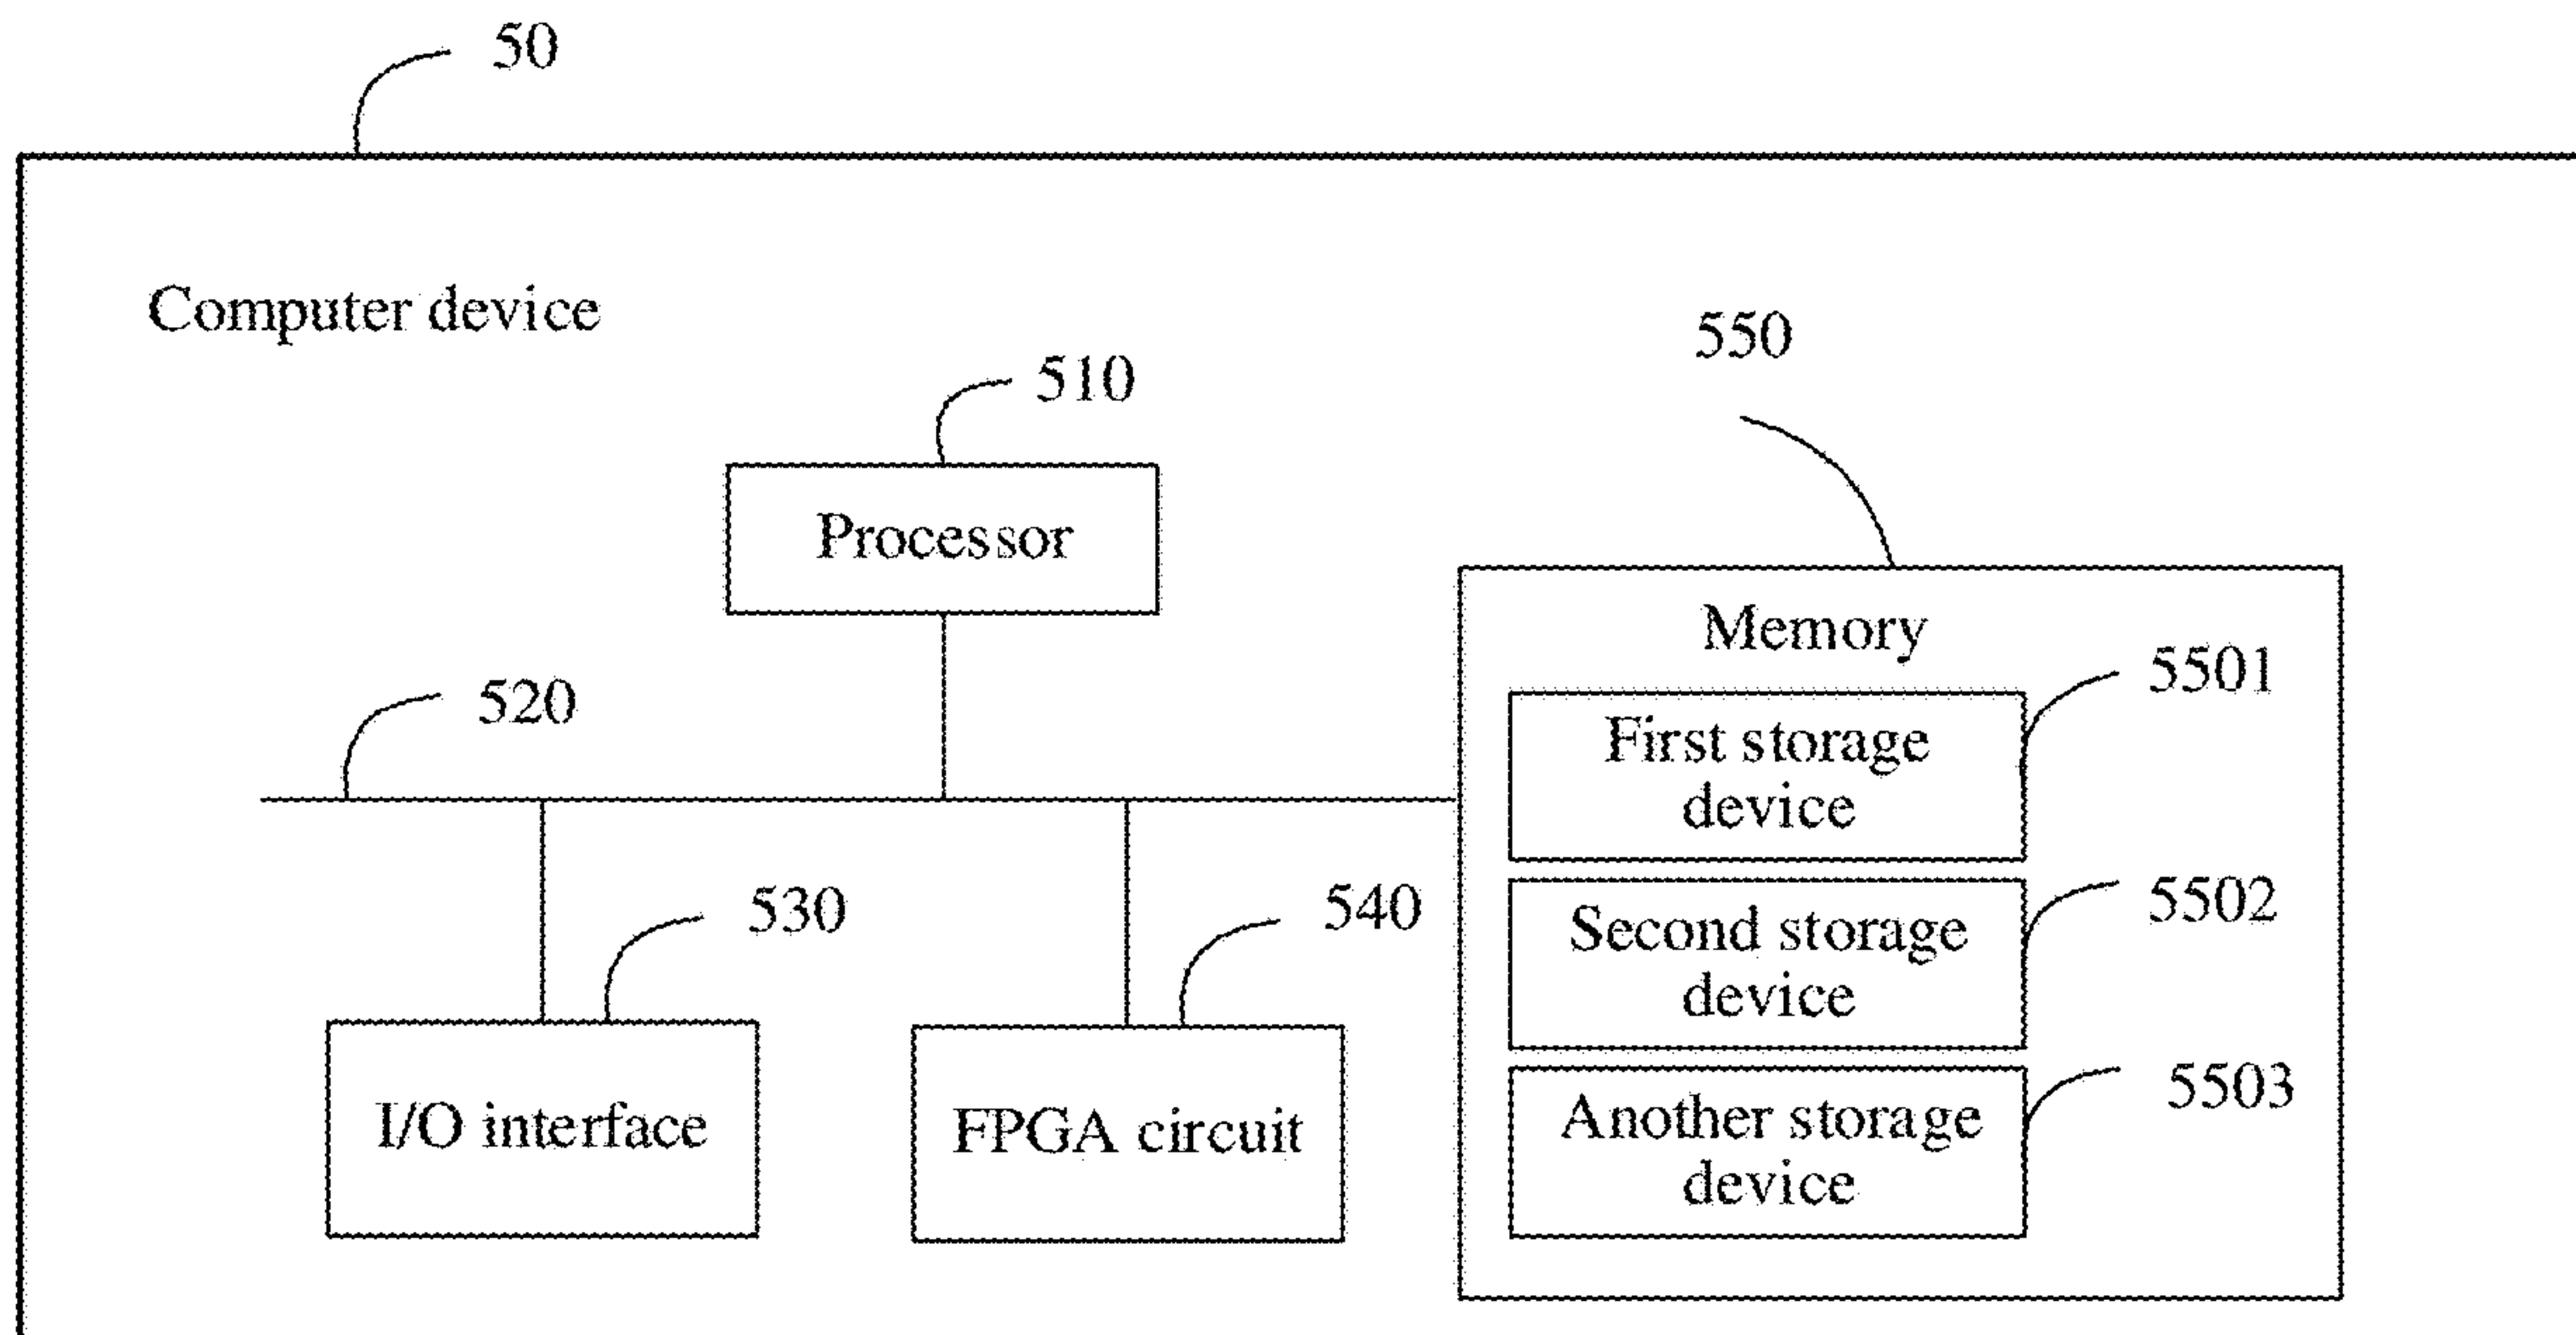 50
Computer device
550
510
Processor
Memory
5501
520
First storage
device
5502
530
540
Second storage
device
5503
I/O interface
FPGA circuit
Another storage
device